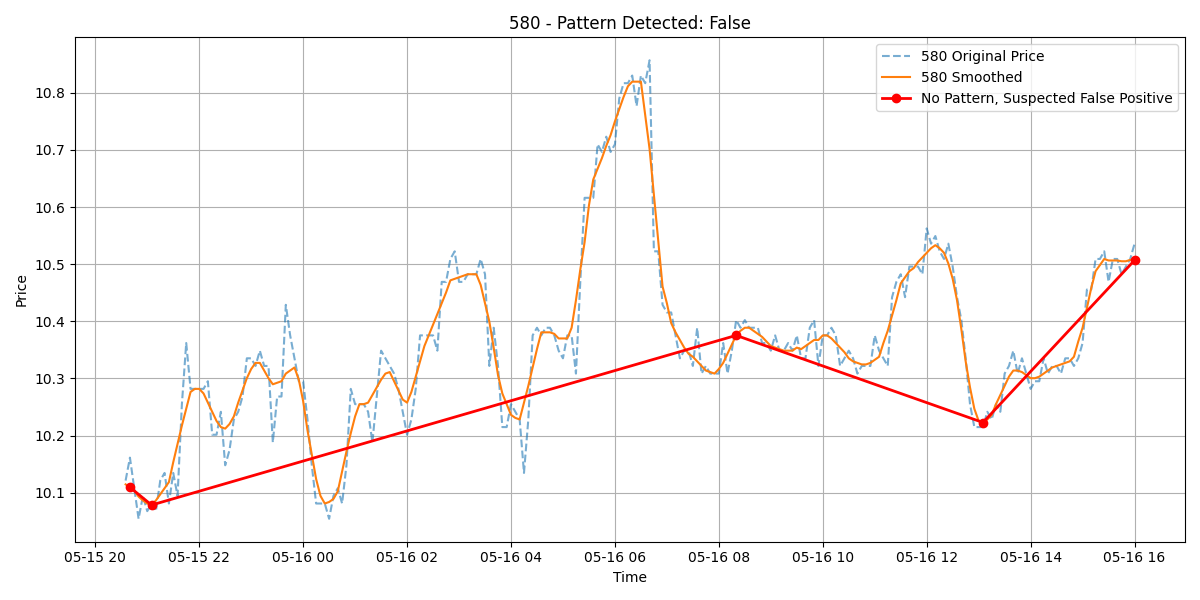 580 - Pattern Detected: False
580 Original Price
580 Smoothed
No Pattern, Suspected False Positive
Price
10.8
10.7
10.6
10.5
10.4
10.3
10.2
10.1
05-15 20 05-15 22 05-16 00 05-16 02 05-16 04 05-16 06 05-16 08 05-16 10 05-16 12 05-16 14 05-16 16
Time